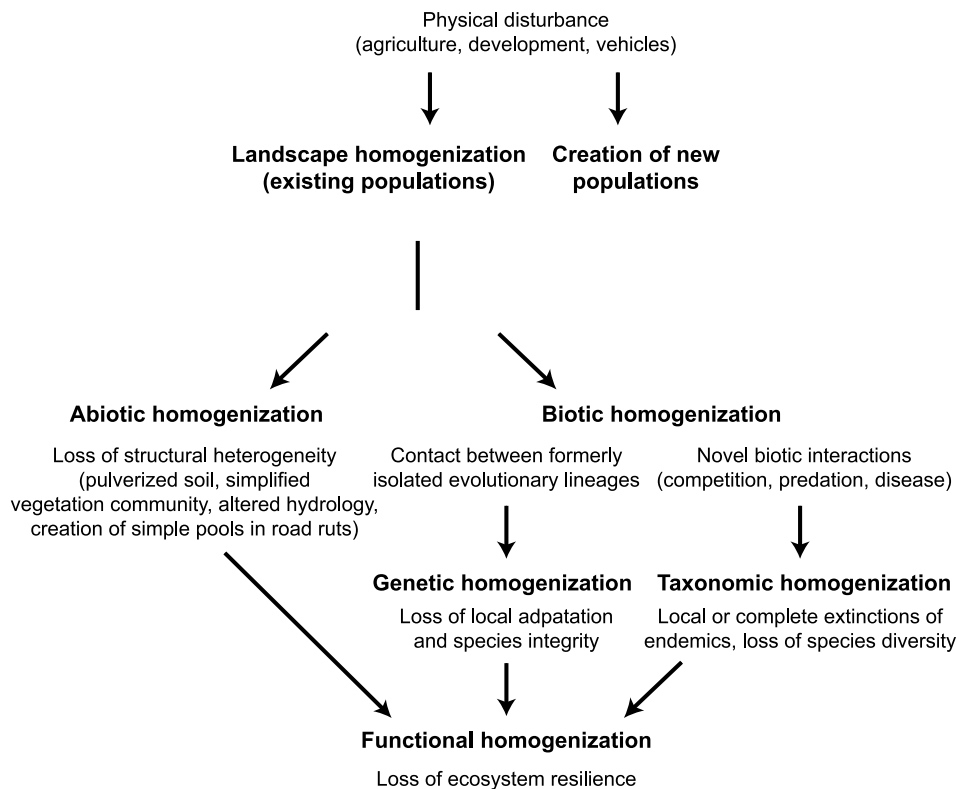 Physical disturbance
(agriculture, development, vehicles)
Landscape homogenization
(existing populations)
Creation of new
populations
Abiotic homogenization
Loss of structural heterogeneity
(pulverized soil, simplified
vegetation community, altered hydrology,
creation of simple pools in road ruts)
Biotic homogenization
Contact between formerly
isolated evolutionary lineages
Novel biotic interactions
(competition, predation, disease)
Genetic homogenization
Loss of local adpatation
and species integrity
Taxonomic homogenization
Local or complete extinctions of
endemics, loss of species diversity
Functional homogenization
Loss of ecosystem resilience